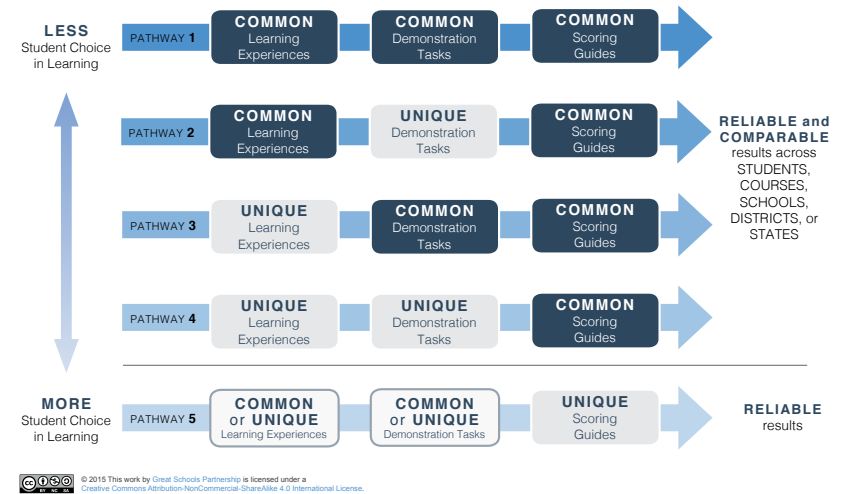 LESS
Student Choice
in Learning
PATHWAY 1
COMMON
Learning
Experiences
COMMON
Demonstration
Tasks
COMMON
Scoring
Guides
PATHWAY 2
COMMON
Learning
Experiences
UNIQUE
Demonstration
Tasks
COMMON
Scoring
Guides
RELIABLE and
COMPARABLE
results across
STUDENTS,
COURSES,
SCHOOLS,
DISTRICTS, or
STATES
PATHWAY 3
UNIQUE
Learning
Experiences
COMMON
Demonstration
Tasks
COMMON
Scoring
Guides
PATHWAY 4
UNIQUE
Learning
Experiences
UNIQUE
Demonstration
Tasks
COMMON
Scoring
Guides
MORE
Student Choice
in Learning
PATHWAY 5
COMMON
or UNIQUE
Learning Experiences
COMMON
or UNIQUE
Demonstration Tasks
UNIQUE
Scoring
Guides
RELIABLE
results
cc
BY NC SA
© 2015 This work by Great Schools Partnership is licensed under a
Creative Commons Attribution-NonCommercial-ShareAlike 4.0 International License.